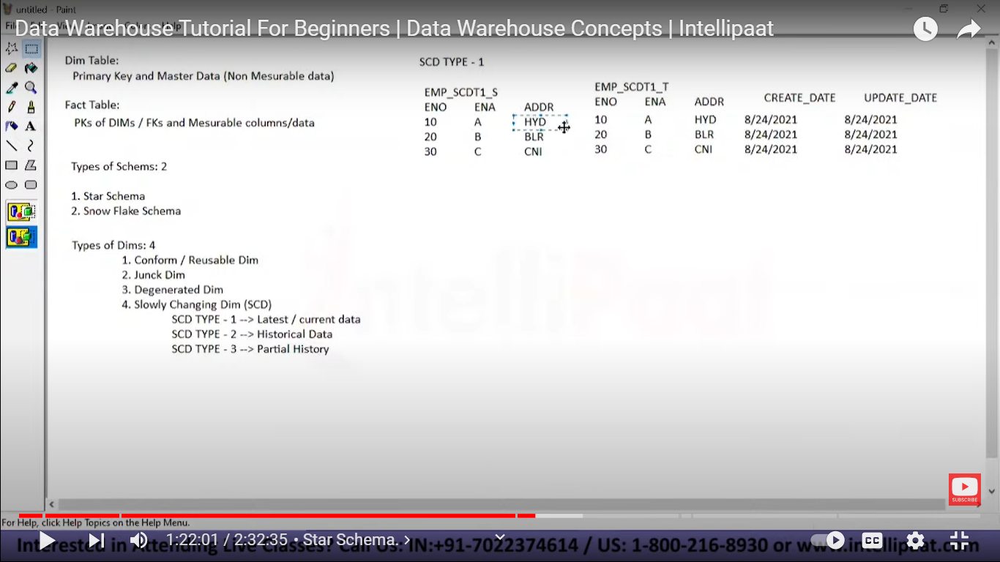 untitled - Paint
Data Warehouse Tutorial For Beginners | Data Warehouse Concepts | Intellipaat
Dim Table:
Primary Key and Master Data (Non Mesurable data)
Fact Table:
PKs of DIMs / FKs and Mesurable columns/data
Types of Schems: 2
1. Star Schema
2. Snow Flake Schema
Types of Dims: 4
1. Conform / Reusable Dim
2. Junck Dim
3. Degenerated Dim
4. Slowly Changing Dim (SCD)
SCD TYPE - 1 --> Latest / current data
SCD TYPE - 2 --> Historical Data
SCD TYPE - 3 --> Partial History
SCD TYPE - 1
EMP_SCDT1_S
ENO ENA ADDR
10 A HYD
20 B BLR
30 C CNI
EMP_SCDT1_T
ENO ENA ADDR CREATE_DATE UPDATE_DATE
10 A HYD 8/24/2021 8/24/2021
20 B BLR 8/24/2021 8/24/2021
30 C CNI 8/24/2021 8/24/2021
IntelliPaat
SUBSCRIBE
For Help, click Help Topics on the Help Menu.
Interested in Attending Live Classes? Call Us: IN:+91-7022374614 / US: 1-800-216-8930 or www.intellipaat.com
1:22:01 / 2:32:35 • Star Schema. >
CC